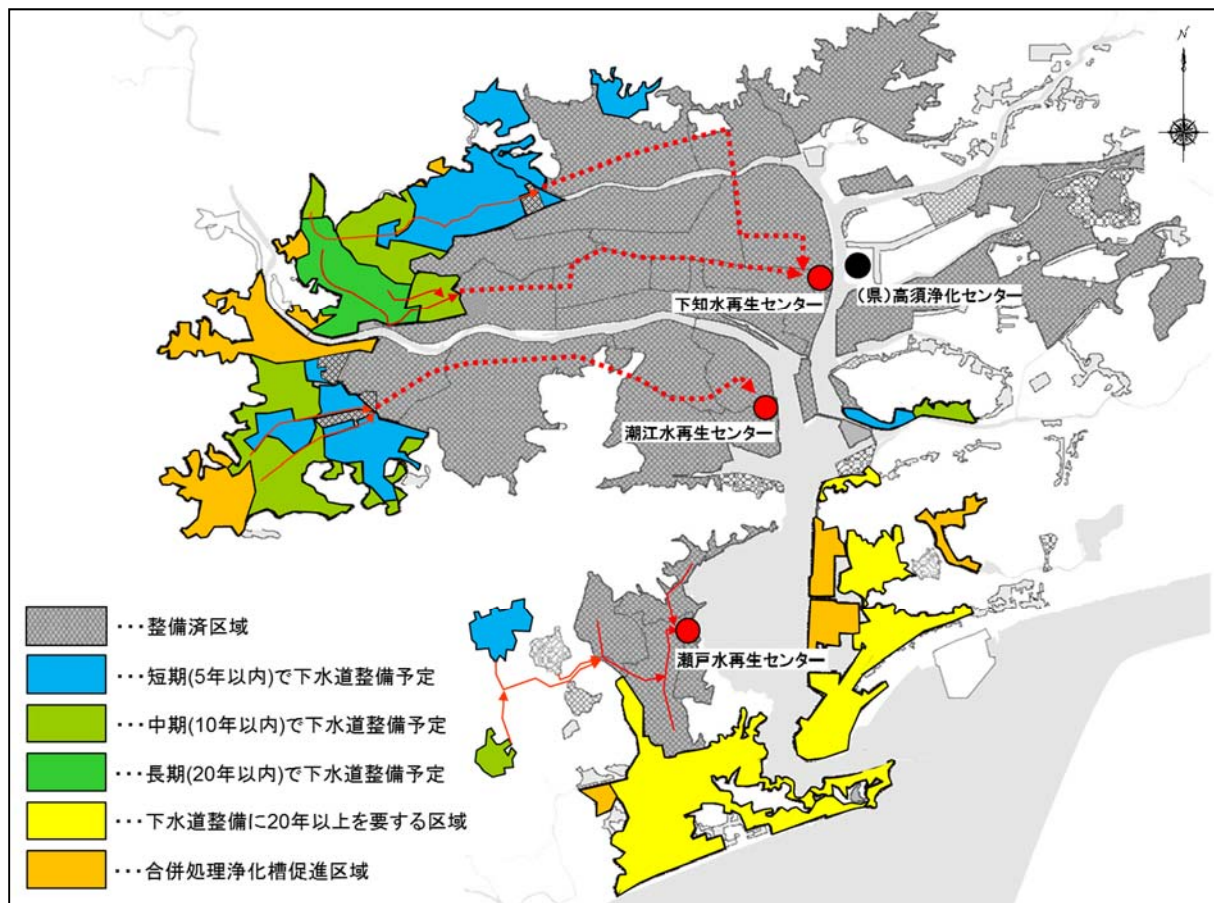 N
下知水再生センター
(県)高須浄化センター
潮江水再生センター
瀬戸水再生センター
･･･整備済区域
･･･短期(5年以内)で下水道整備予定
･･･中期(10年以内)で下水道整備予定
･･･長期(20年以内)で下水道整備予定
･･･下水道整備に20年以上を要する区域
･･･合併処理浄化槽促進区域